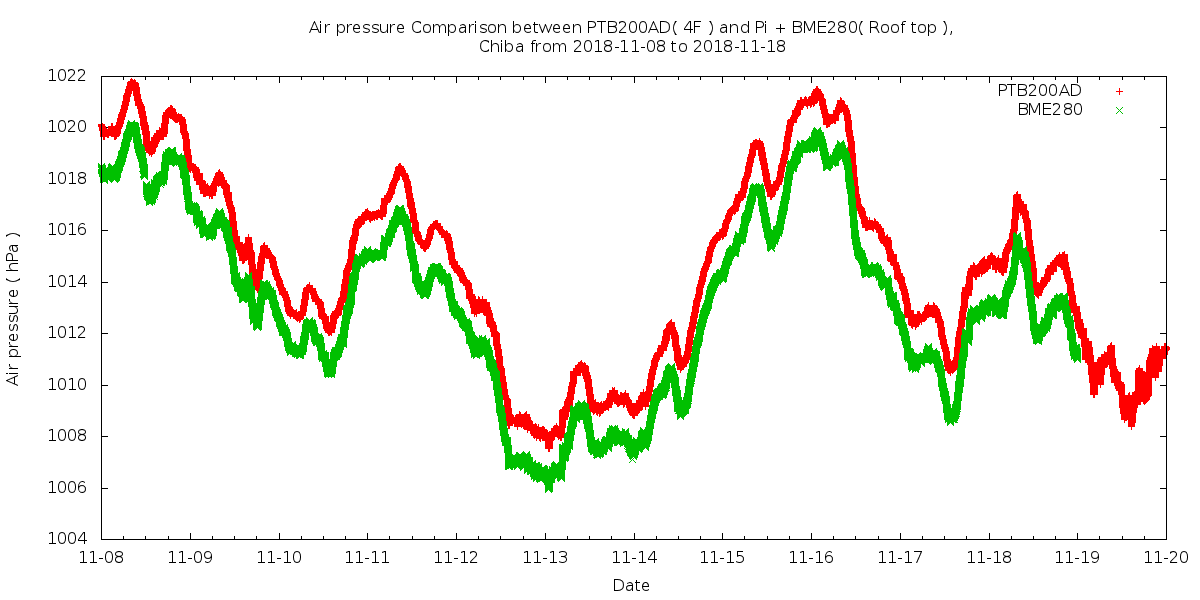 Air pressure Comparison between PTB200AD( 4F ) and Pi + BME280( Roof top ),
Chiba from 2018-11-08 to 2018-11-18
PTB200AD
BME280
Air pressure ( hPa )
1022
1020
1018
1016
1014
1012
1010
1008
1006
1004
11-08 11-09 11-10 11-11 11-12 11-13 11-14 11-15 11-16 11-17 11-18 11-19 11-20
Date